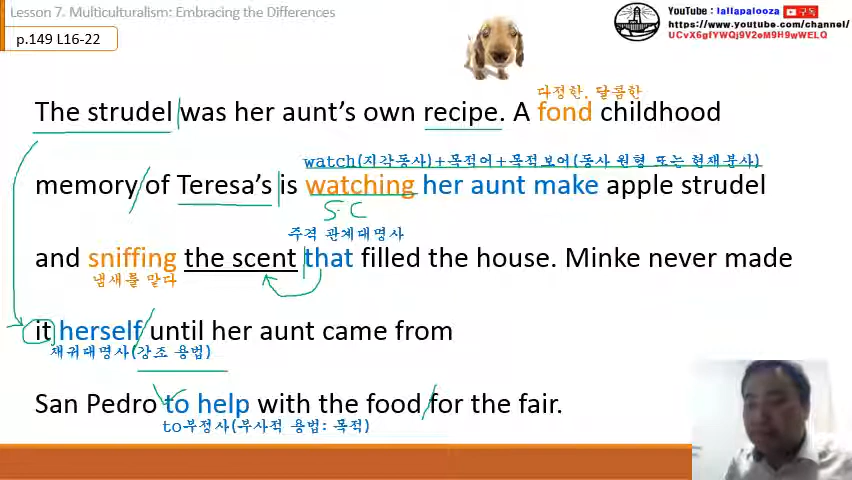 Lesson 7. Multiculturalism: Embracing the Differences
p.149 L16-22
YouTube : lallapalooza 구독
https://www.youtube.com/channel/
UCvX6gfYWQj9V2eM9H9wWELQ
다정한, 달콤한
The strudel was her aunt's own recipe. A fond childhood
watch(지각동사)+목적어+목적보어(동사 원형 또는 현재분사)
memory of Teresa's is watching her aunt make apple strudel
S.C
주격 관계대명사
and sniffing the scent that filled the house. Minke never made
냄새를 맡다
it herself until her aunt came from
재귀대명사(강조 용법)
San Pedro to help with the food for the fair.
to부정사(부사적 용법: 목적)